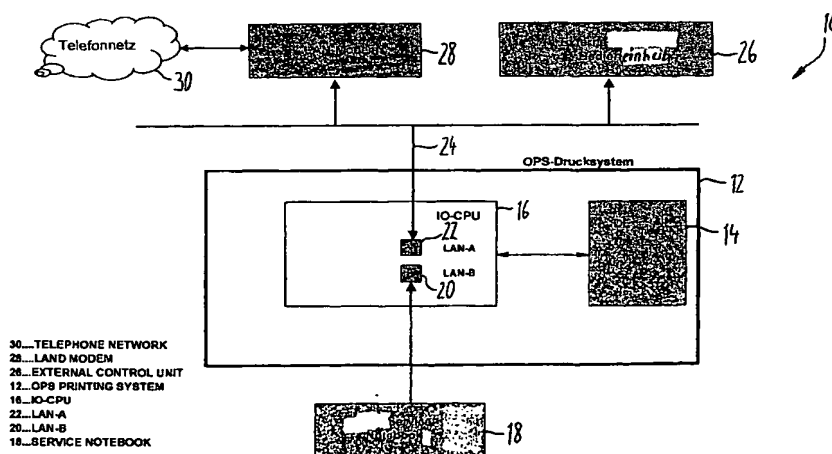 10
Telefonnetz
30
28
einheit
26
24
OPS-Drucksystem
12
IO-CPU
16
22
LAN-A
LAN-B
20
14
18
30....TELEPHONE NETWORK
28....LAND MODEM
26....EXTERNAL CONTROL UNIT
12...OPS PRINTING SYSTEM
16...IO-CPU
22...LAN-A
20...LAN-B
18...SERVICE NOTEBOOK